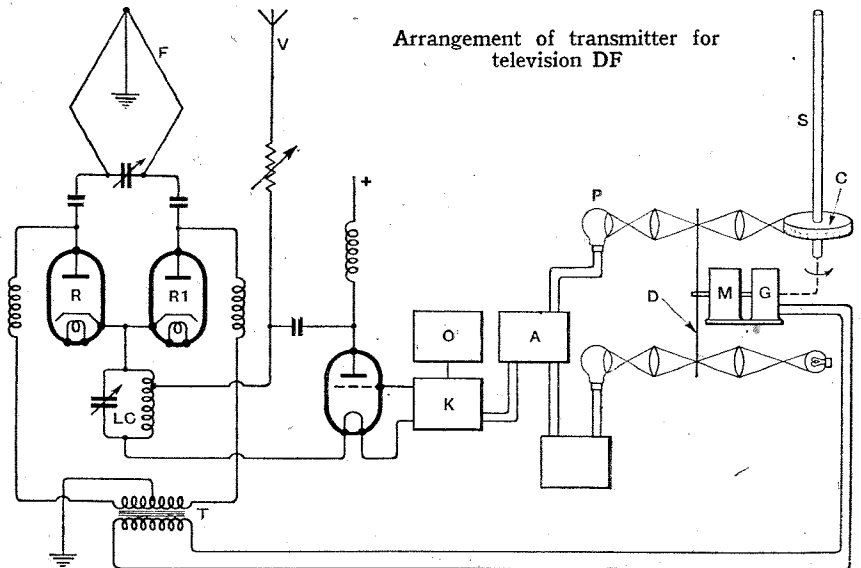 Arrangement of transmitter for
television DF
F
V
S
C
P
+
R
R1
M
G
D
O
A
K
LC
T